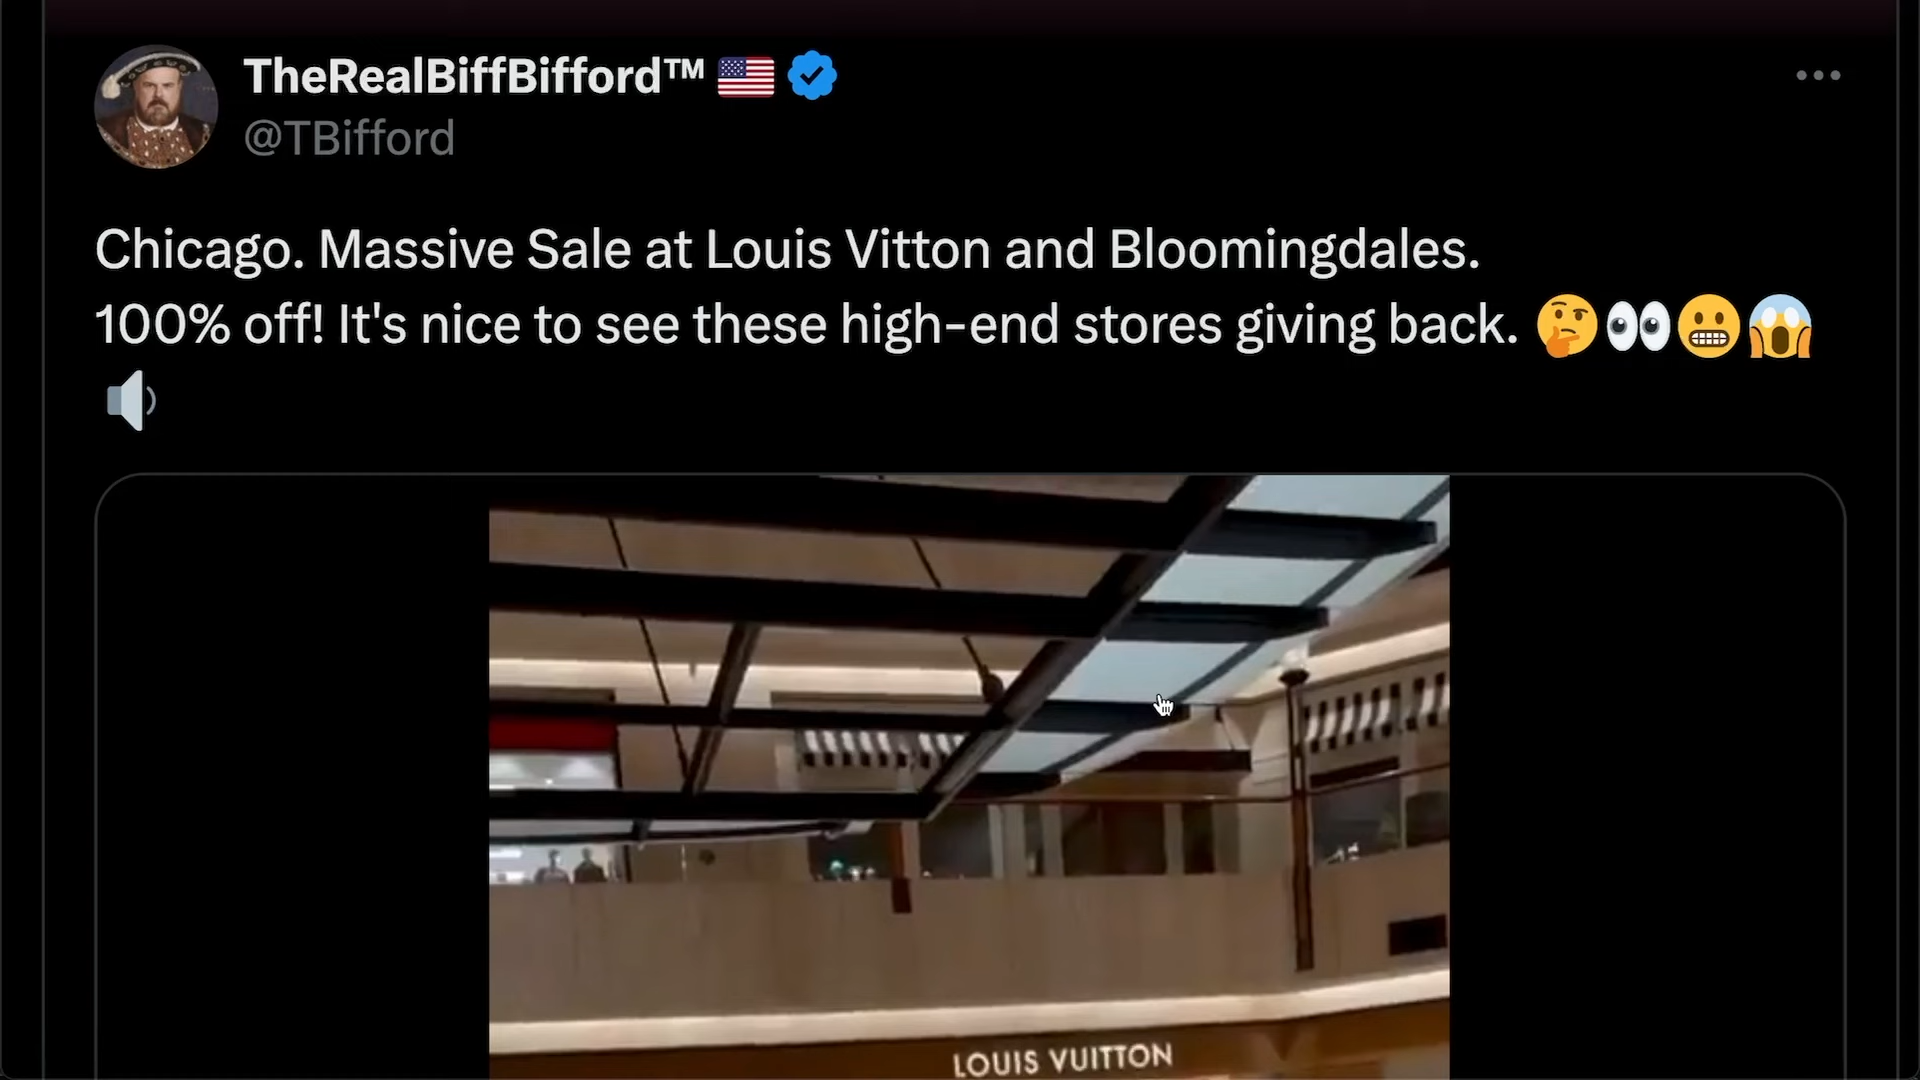 TheRealBiffBifford™ 🇺🇸
@TBifford
Chicago. Massive Sale at Louis Vitton and Bloomingdales.
100% off! It's nice to see these high-end stores giving back. 🤔👀😬😱
🔉
LOUIS VUITTON